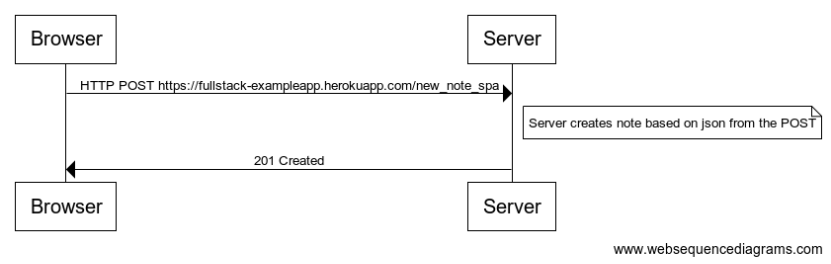 Browser
Server
HTTP POST https://fullstack-exampleapp.herokuapp.com/new_note_spa
Server creates note based on json from the POST
201 Created
Browser
Server
www.websequencediagrams.com